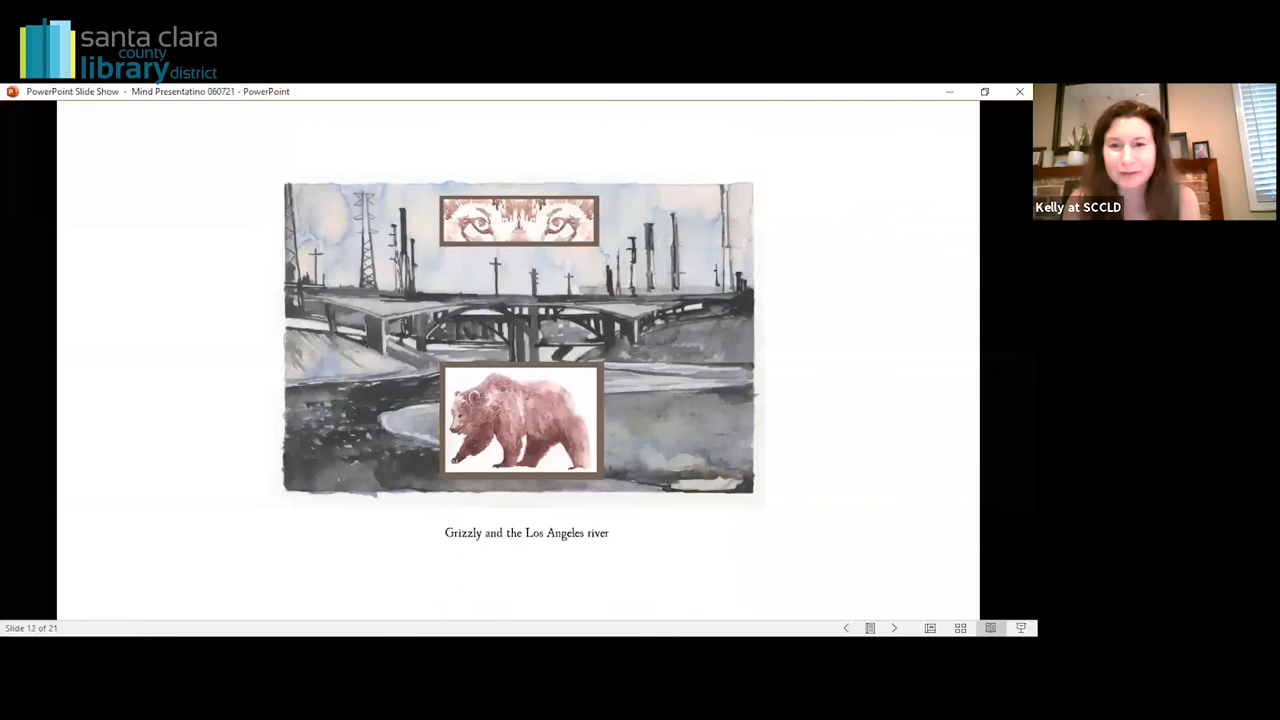 santa clara
county
library district
PowerPoint Slide Show - Mind Presentatino 060721 - PowerPoint
Kelly at SCCLD
Grizzly and the Los Angeles river
Slide 12 of 21